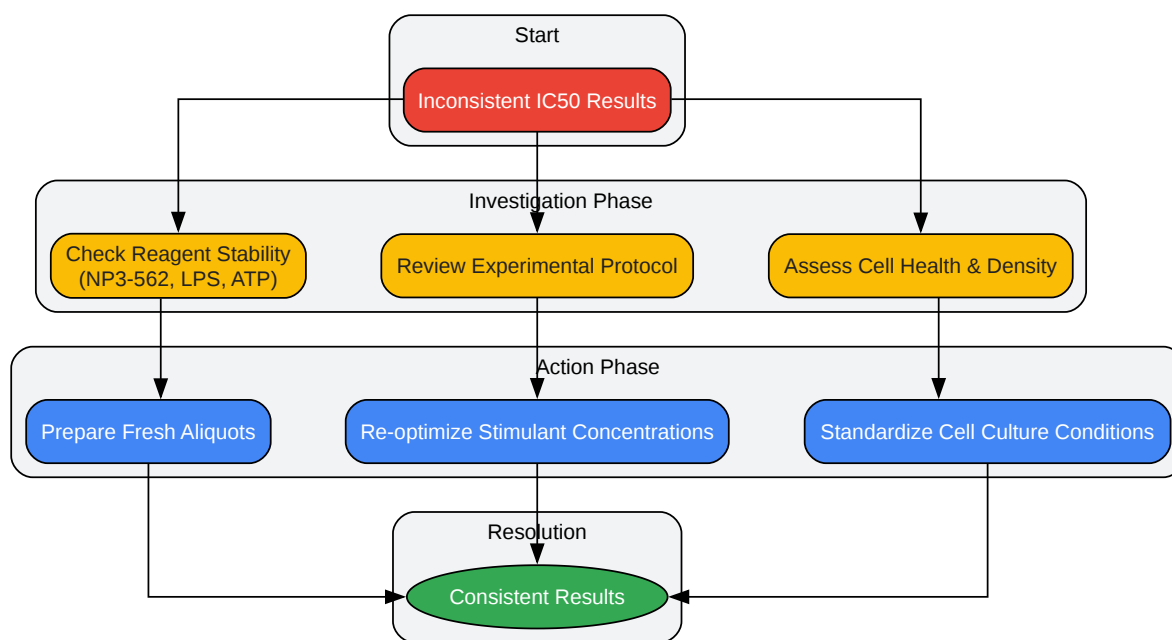 Start
Inconsistent IC50 Results
Investigation Phase
Check Reagent Stability
(NP3-562, LPS, ATP)
Review Experimental Protocol
Assess Cell Health & Density
Action Phase
Prepare Fresh Aliquots
Re-optimize Stimulant Concentrations
Standardize Cell Culture Conditions
Resolution
Consistent Results